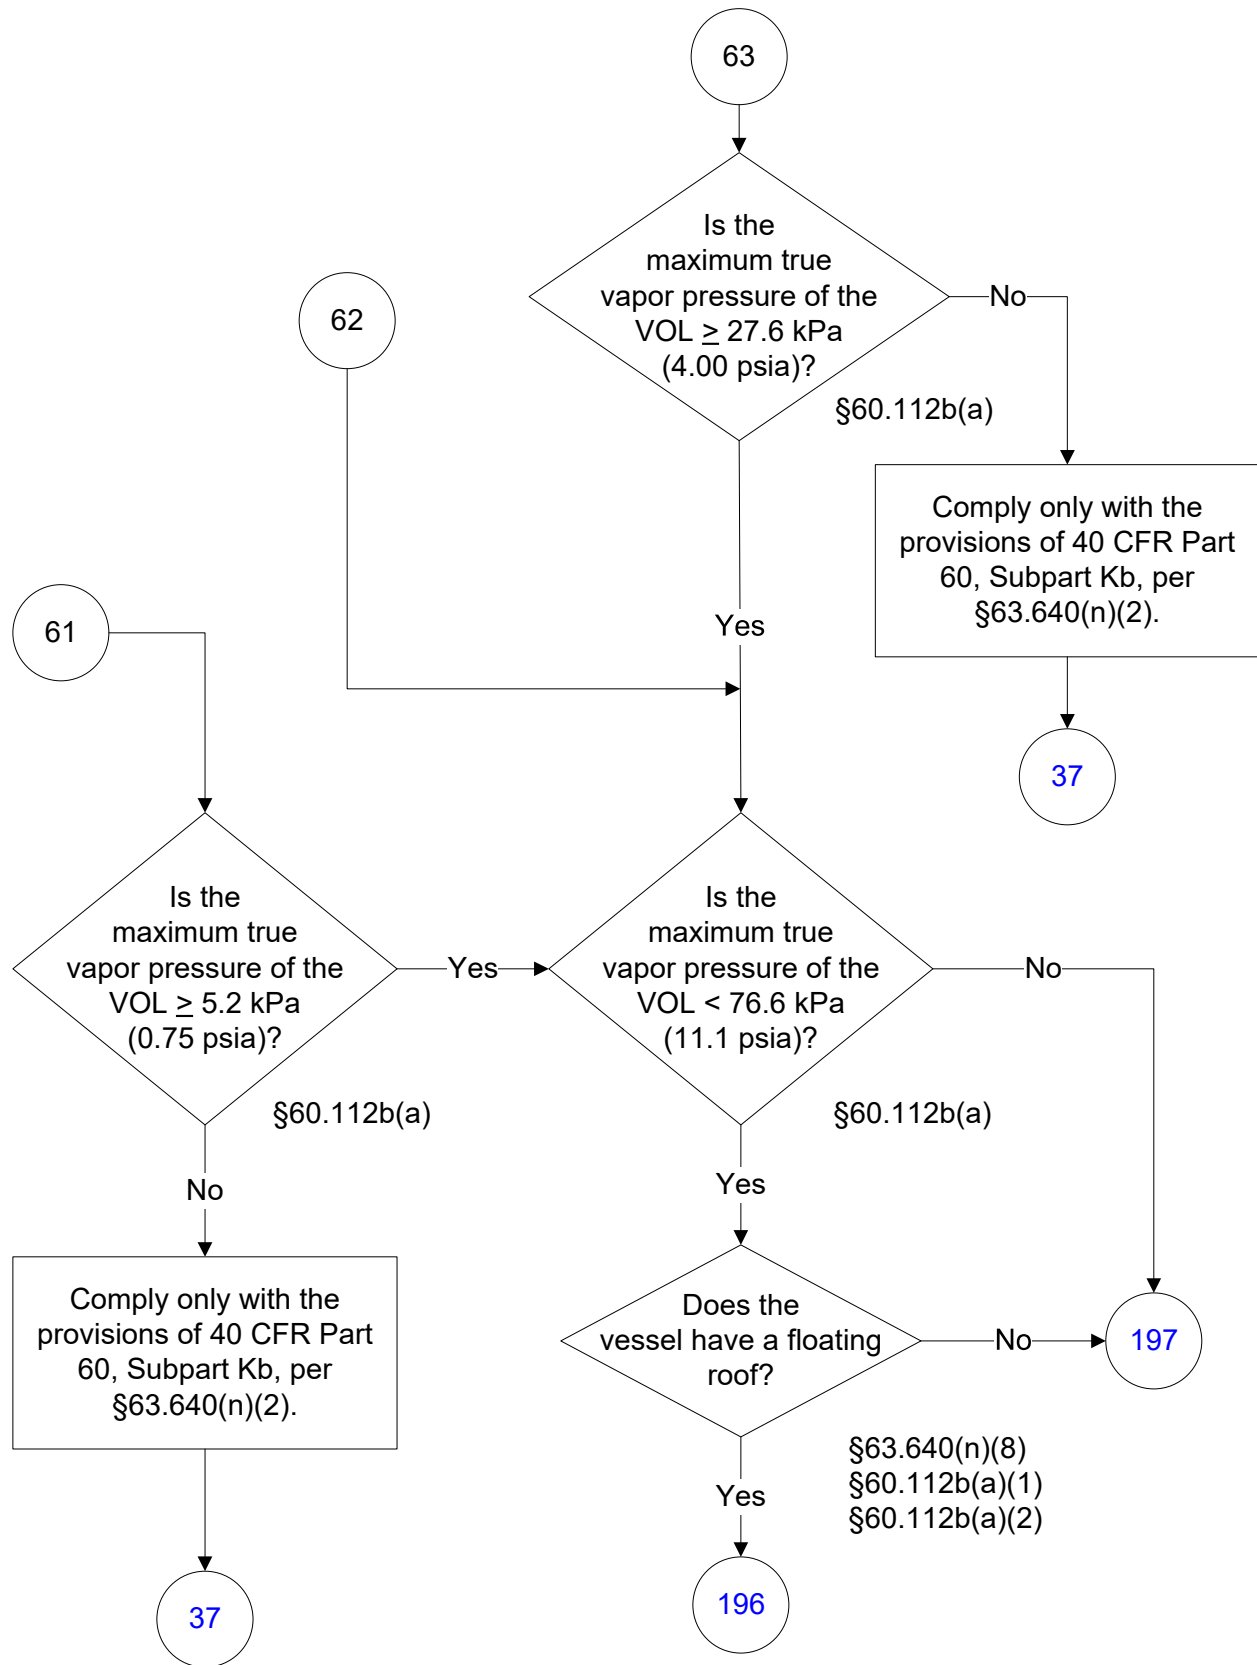 63
Is the
maximum true
vapor pressure of the
VOL ≥ 27.6 kPa
(4.00 psia)?
No
§60.112b(a)
62
Comply only with the
provisions of 40 CFR Part
60, Subpart Kb, per
§63.640(n)(2).
Yes
61
37
Is the
maximum true
vapor pressure of the
VOL ≥ 5.2 kPa
(0.75 psia)?
Yes
§60.112b(a)
Is the
maximum true
vapor pressure of the
VOL < 76.6 kPa
(11.1 psia)?
No
§60.112b(a)
No
Yes
Comply only with the
provisions of 40 CFR Part
60, Subpart Kb, per
§63.640(n)(2).
Does the
vessel have a floating
roof?
No
197
§63.640(n)(8)
§60.112b(a)(1)
§60.112b(a)(2)
Yes
37
196